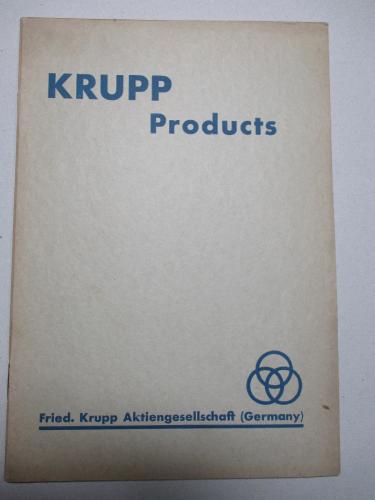 KRUPP
Products
Fried. Krupp Aktiengesellschaft (Germany)